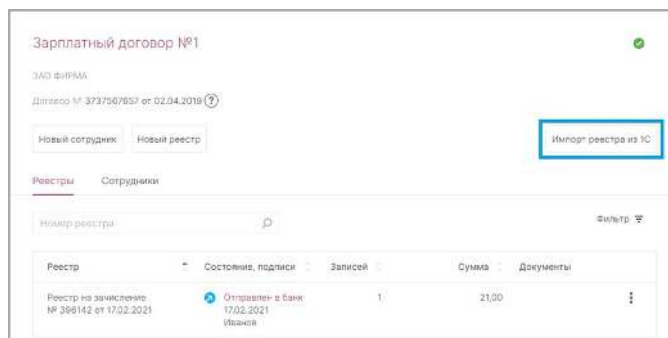 Зарплатный договор №1
ЗАО ФИРМА
Договор № 3737567657 от 02.04.2019 ?
Новый сотрудник Новый реестр Импорт реестра из 1С
Реестры Сотрудники
Номер реестра Фильтр
Реестр Состояние, подписи Записей Сумма Документы
Реестр на зачисление Отправлен в банк 1 21,00
№ 396142 от 17.02.2021 17.02.2021
Иванов